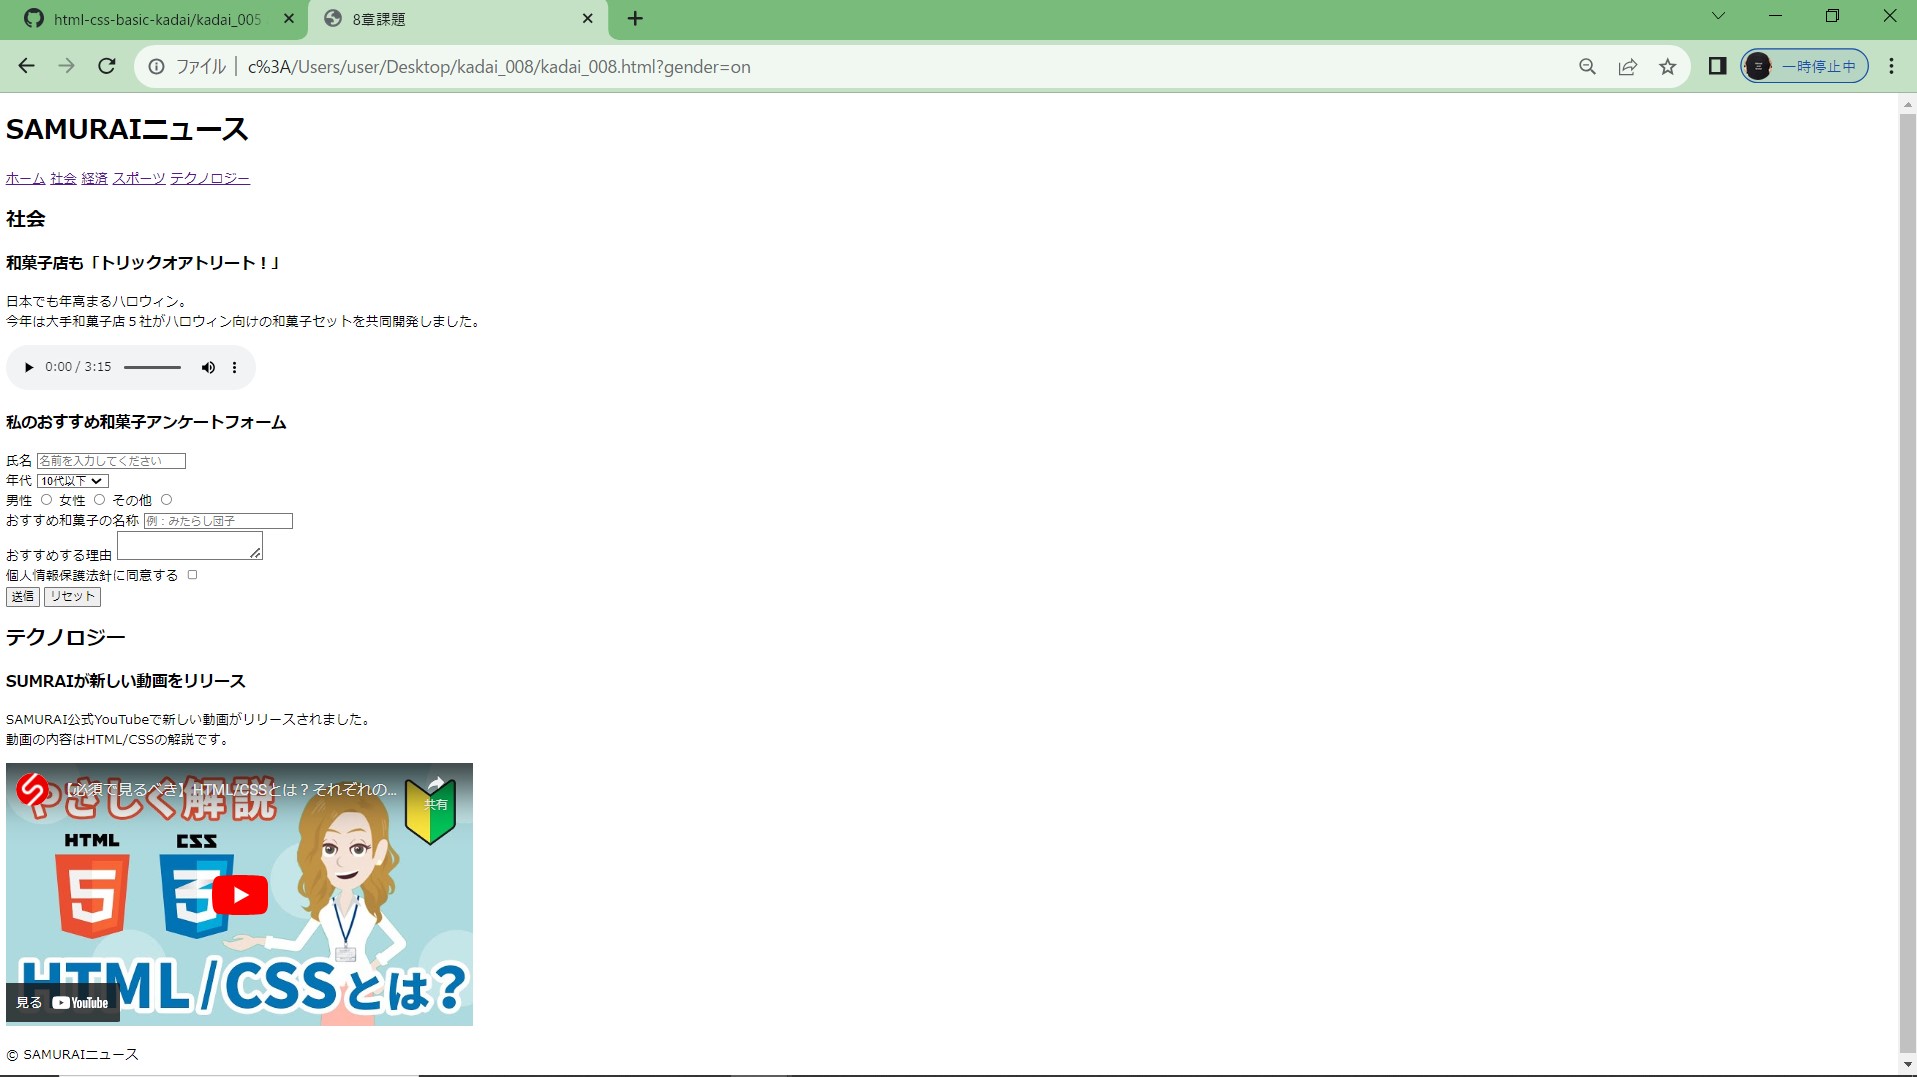 html-css-basic-kadai/kadai_005
8章課題
ファイル
c%3A/Users/user/Desktop/kadai_008/kadai_008.html?gender=on
一時停止中
SAMURAIニュース
ホーム 社会 経済 スポーツ テクノロジー
社会
和菓子店も「トリックオアトリート！」
日本でも年高まるハロウィン。
今年は大手和菓子店５社がハロウィン向けの和菓子セットを共同開発しました。
0:00 / 3:15
私のおすすめ和菓子アンケートフォーム
氏名 名前を入力してください
年代 10代以下
男性 女性 その他
おすすめ和菓子の名称 例：みたらし団子
おすすめする理由
個人情報保護法針に同意する
送信 リセット
テクノロジー
SUMRAIが新しい動画をリリース
SAMURAI公式YouTubeで新しい動画がリリースされました。
動画の内容はHTML/CSSの解説です。
【必須で見るべき】HTML/CSSとは？それぞれの...
共有
やさしく解説
HTML CSS
5 3
HTML/CSSとは？
見る YouTube
© SAMURAIニュース